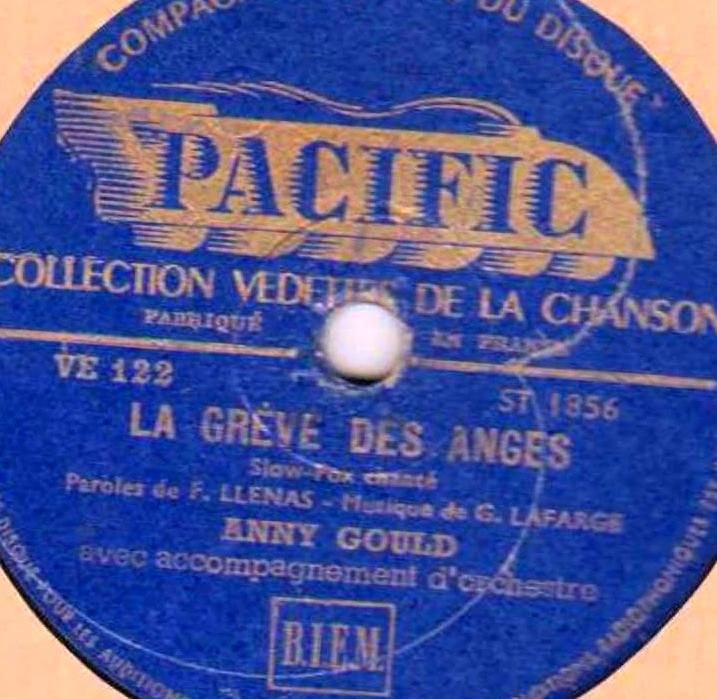 DU DISQUE
PACIFIC
COLLECTION VEDETTES DE LA CHANSON
FABRIQUÉ EN FRANCE
VE 122
ST 1856
LA GRÈVE DES ANGES
Slow-Fox chanté
Paroles de F. LLENAS - Musique de G. LAFARGE
ANNY GOULD
avec accompagnement d'orchestre
B.I.E.M.